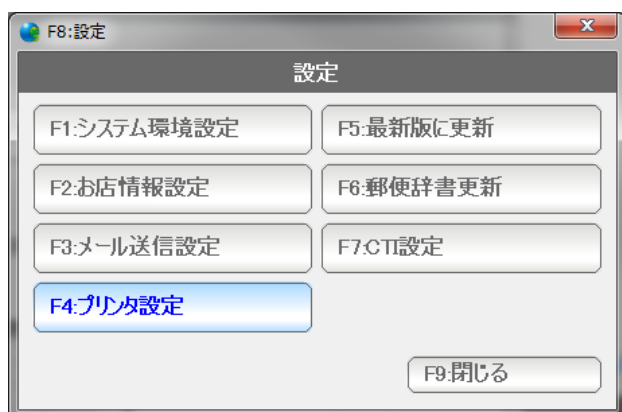 F8:設定
設定
F1:システム環境設定
F5:最新版に更新
F2:お店情報設定
F6:郵便辞書更新
F3:メール送信設定
F7:CTI設定
F4:プリンタ設定
F9:閉じる